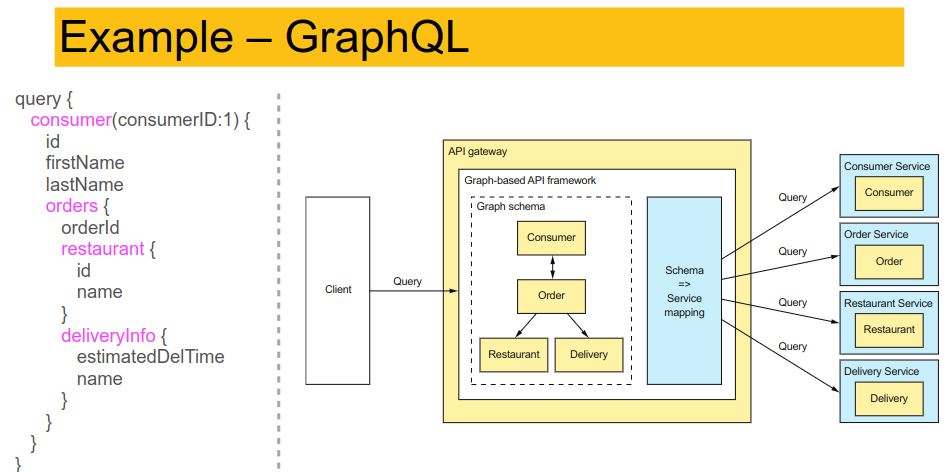 Example – GraphQL
query {
consumer(consumerID:1) {
id
firstName
lastName
orders {
orderId
restaurant {
id
name
}
deliveryInfo {
estimatedDelTime
name
}
}
}
}
Client
Query
API gateway
Graph-based API framework
Graph schema
Consumer
Order
Restaurant
Delivery
Schema
=>
Service
mapping
Query
Query
Query
Query
Consumer Service
Consumer
Order Service
Order
Restaurant Service
Restaurant
Delivery Service
Delivery